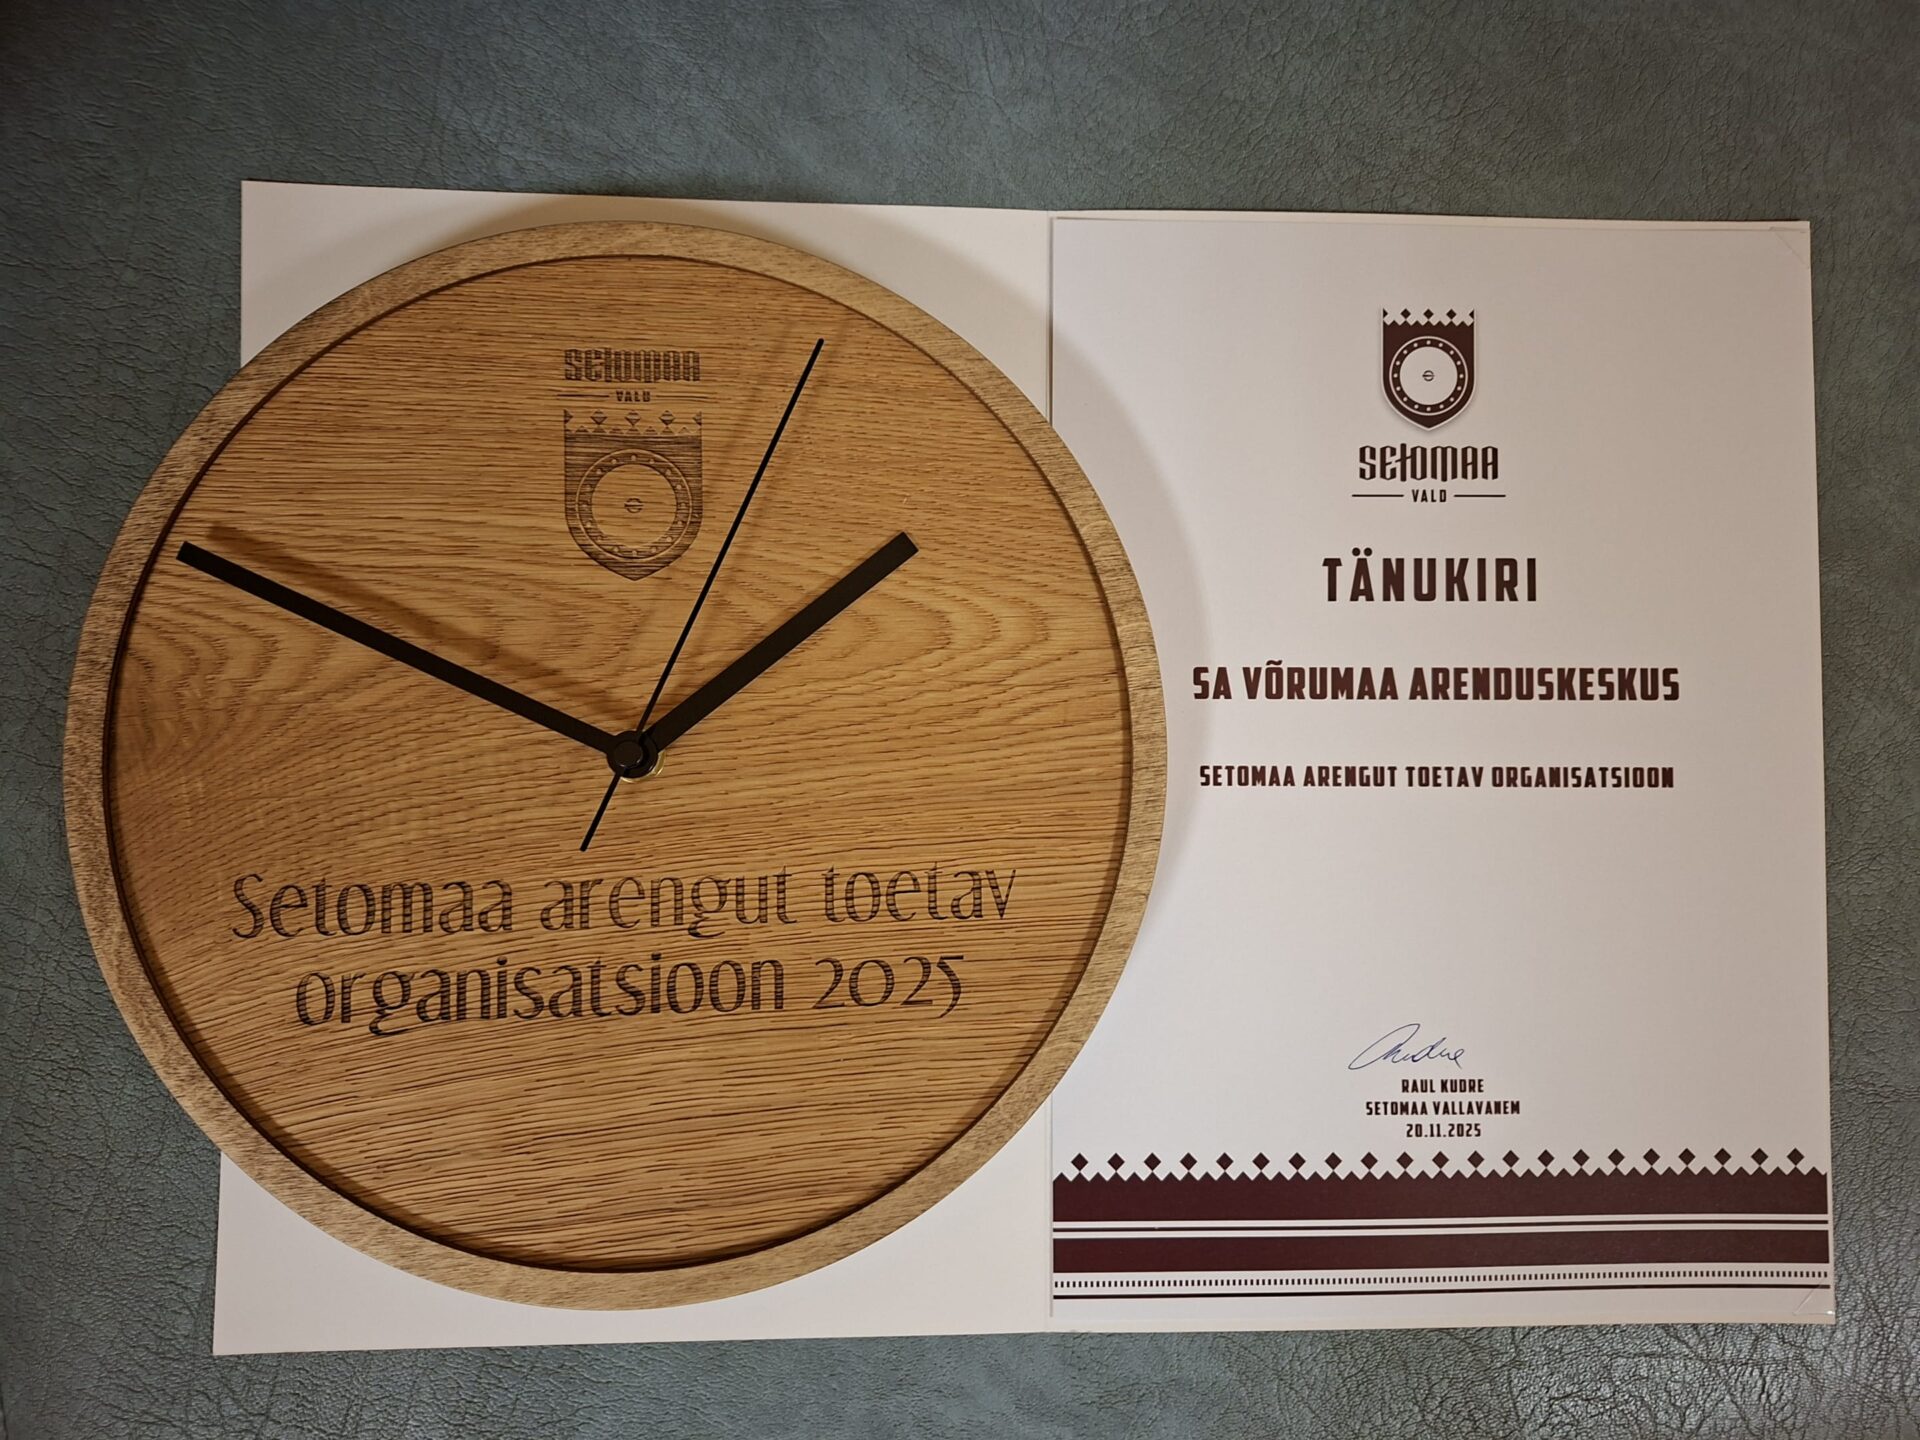 SETOMAA
VALD
Setomaa arengut toetav
organisatsioon 2025
SETOMAA
VALD
TÄNUKIRI
SA VÕRUMAA ARENDUSKESKUS
SETOMAA ARENGUT TOETAV ORGANISATSIOON
RAUL KUDRE
SETOMAA VALLAVANEM
20.11.2025